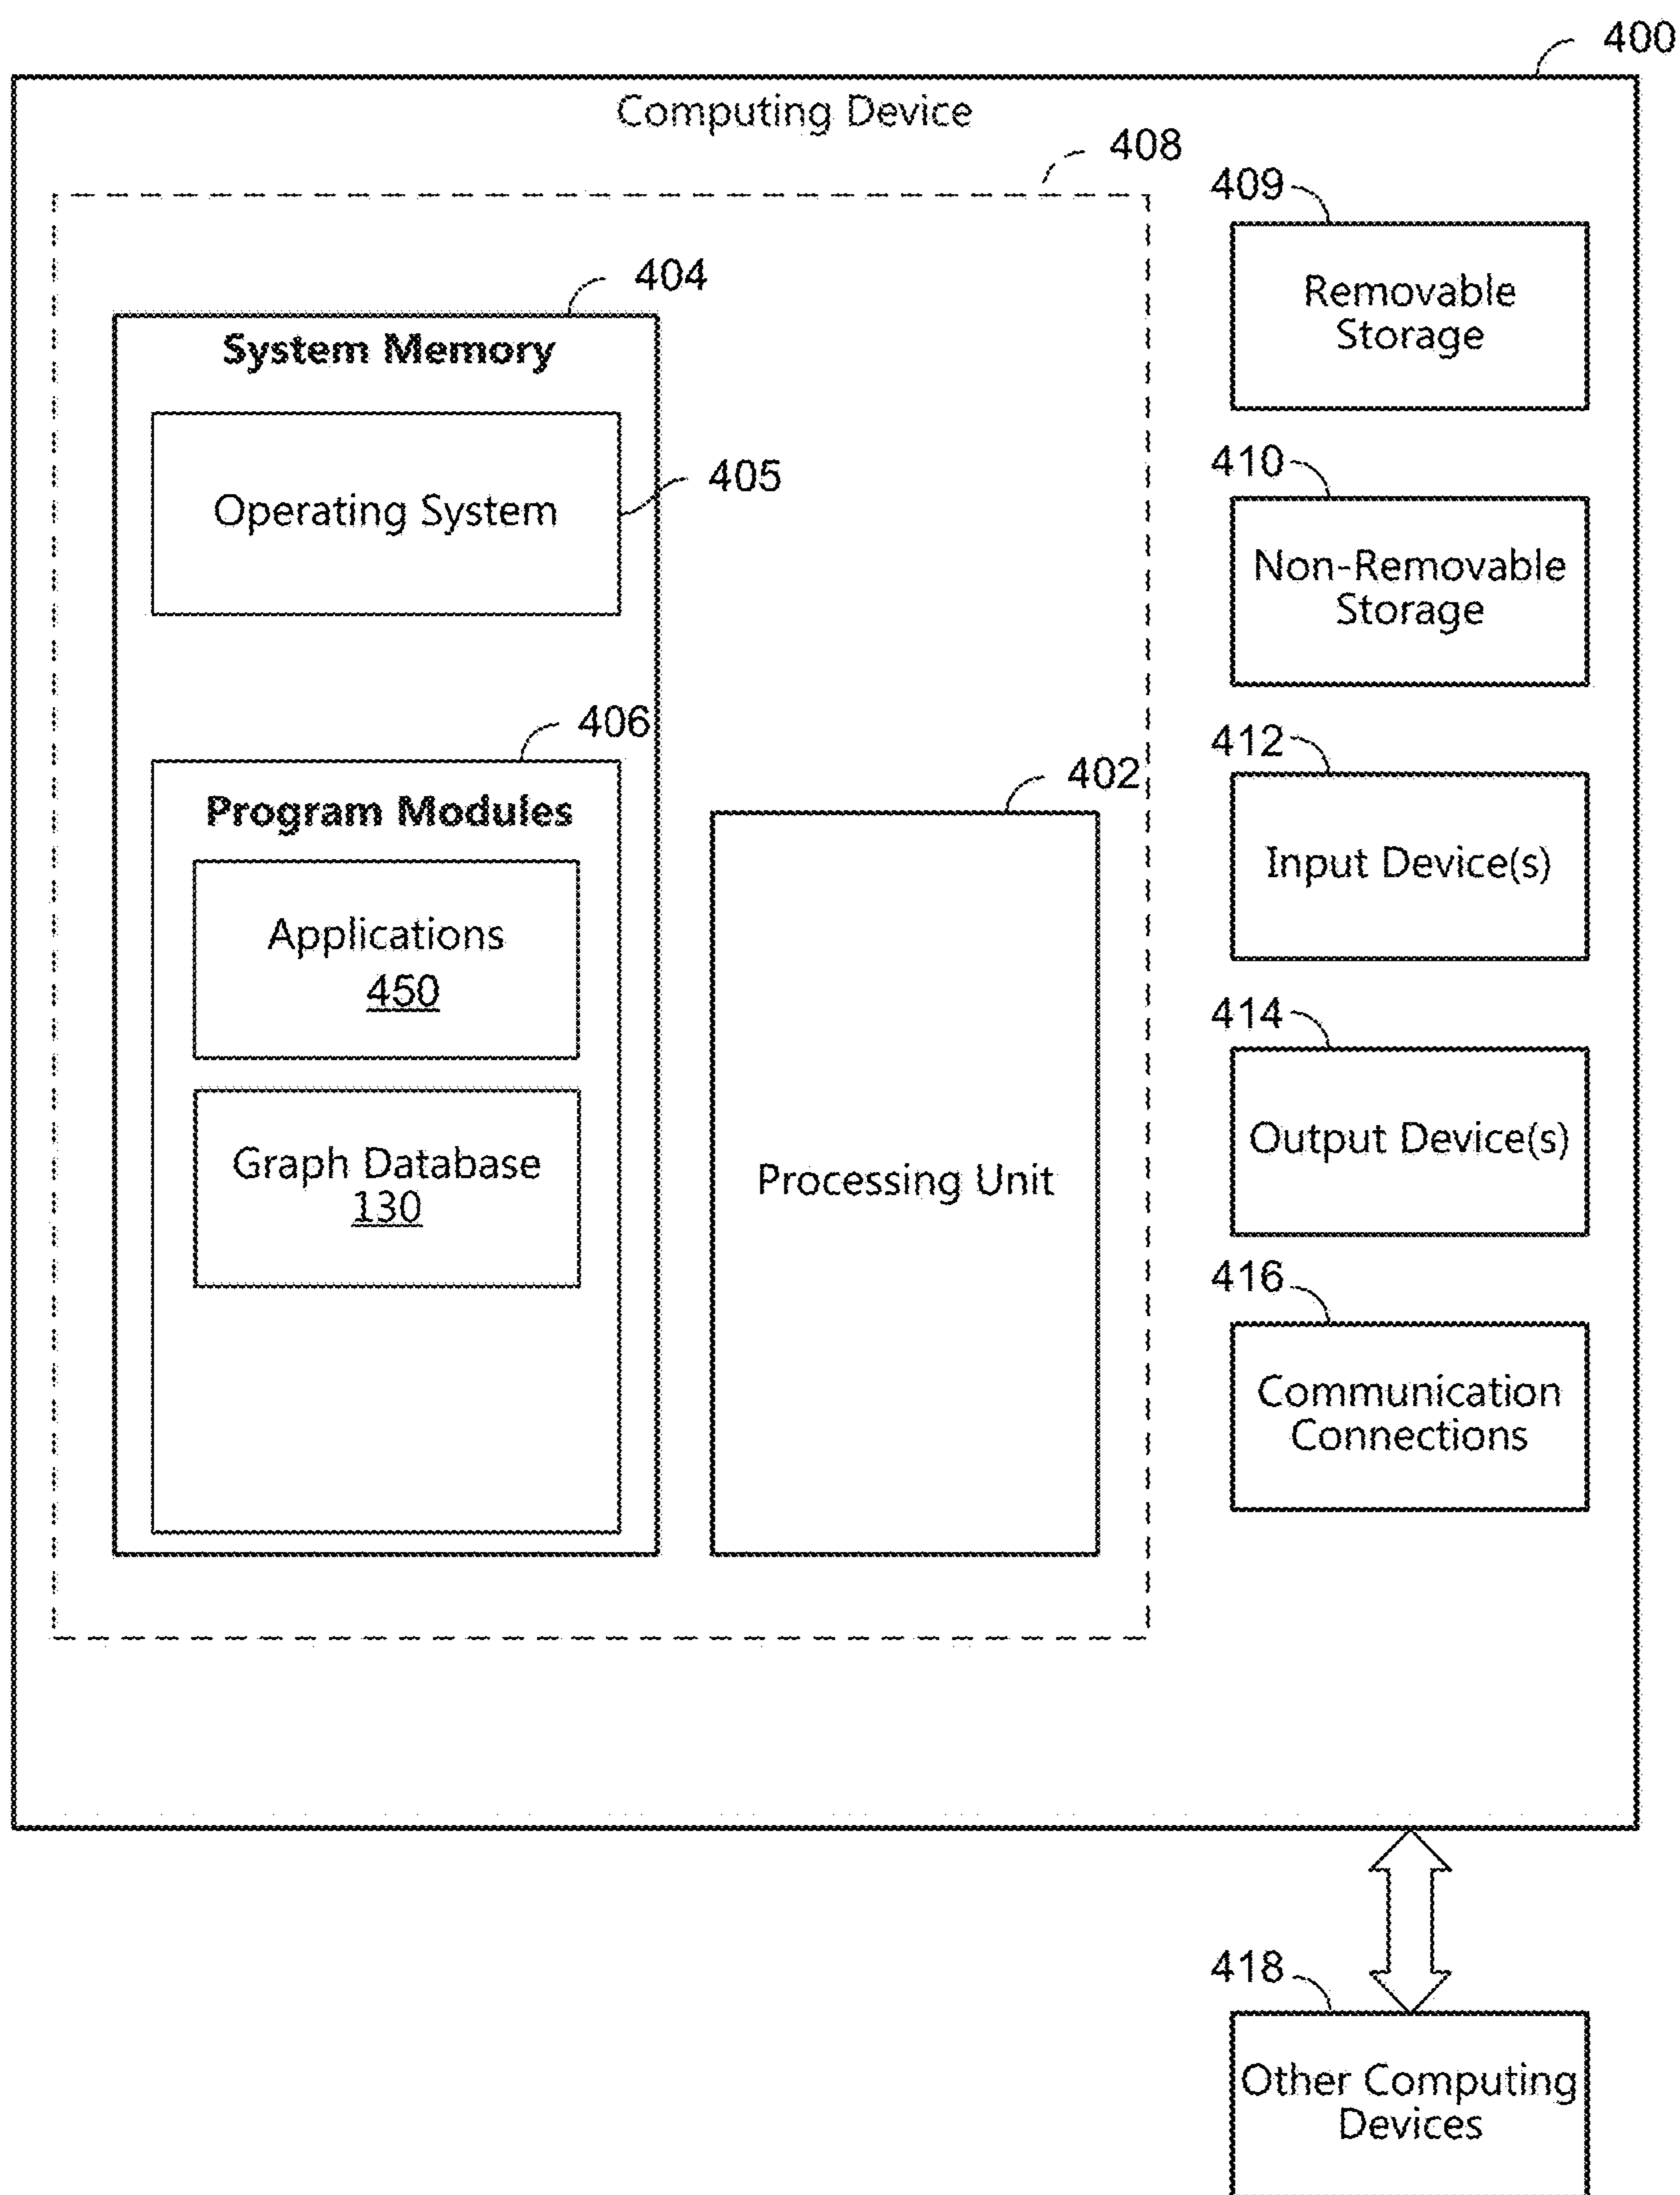 400
Computing Device
408
409
Removable
Storage
404
System Memory
Operating System
405
410
Non-Removable
Storage
406
Program Modules
Applications
450
Graph Database
130
402
Processing Unit
412
Input Device(s)
414
Output Device(s)
416
Communication
Connections
418
Other Computing
Devices